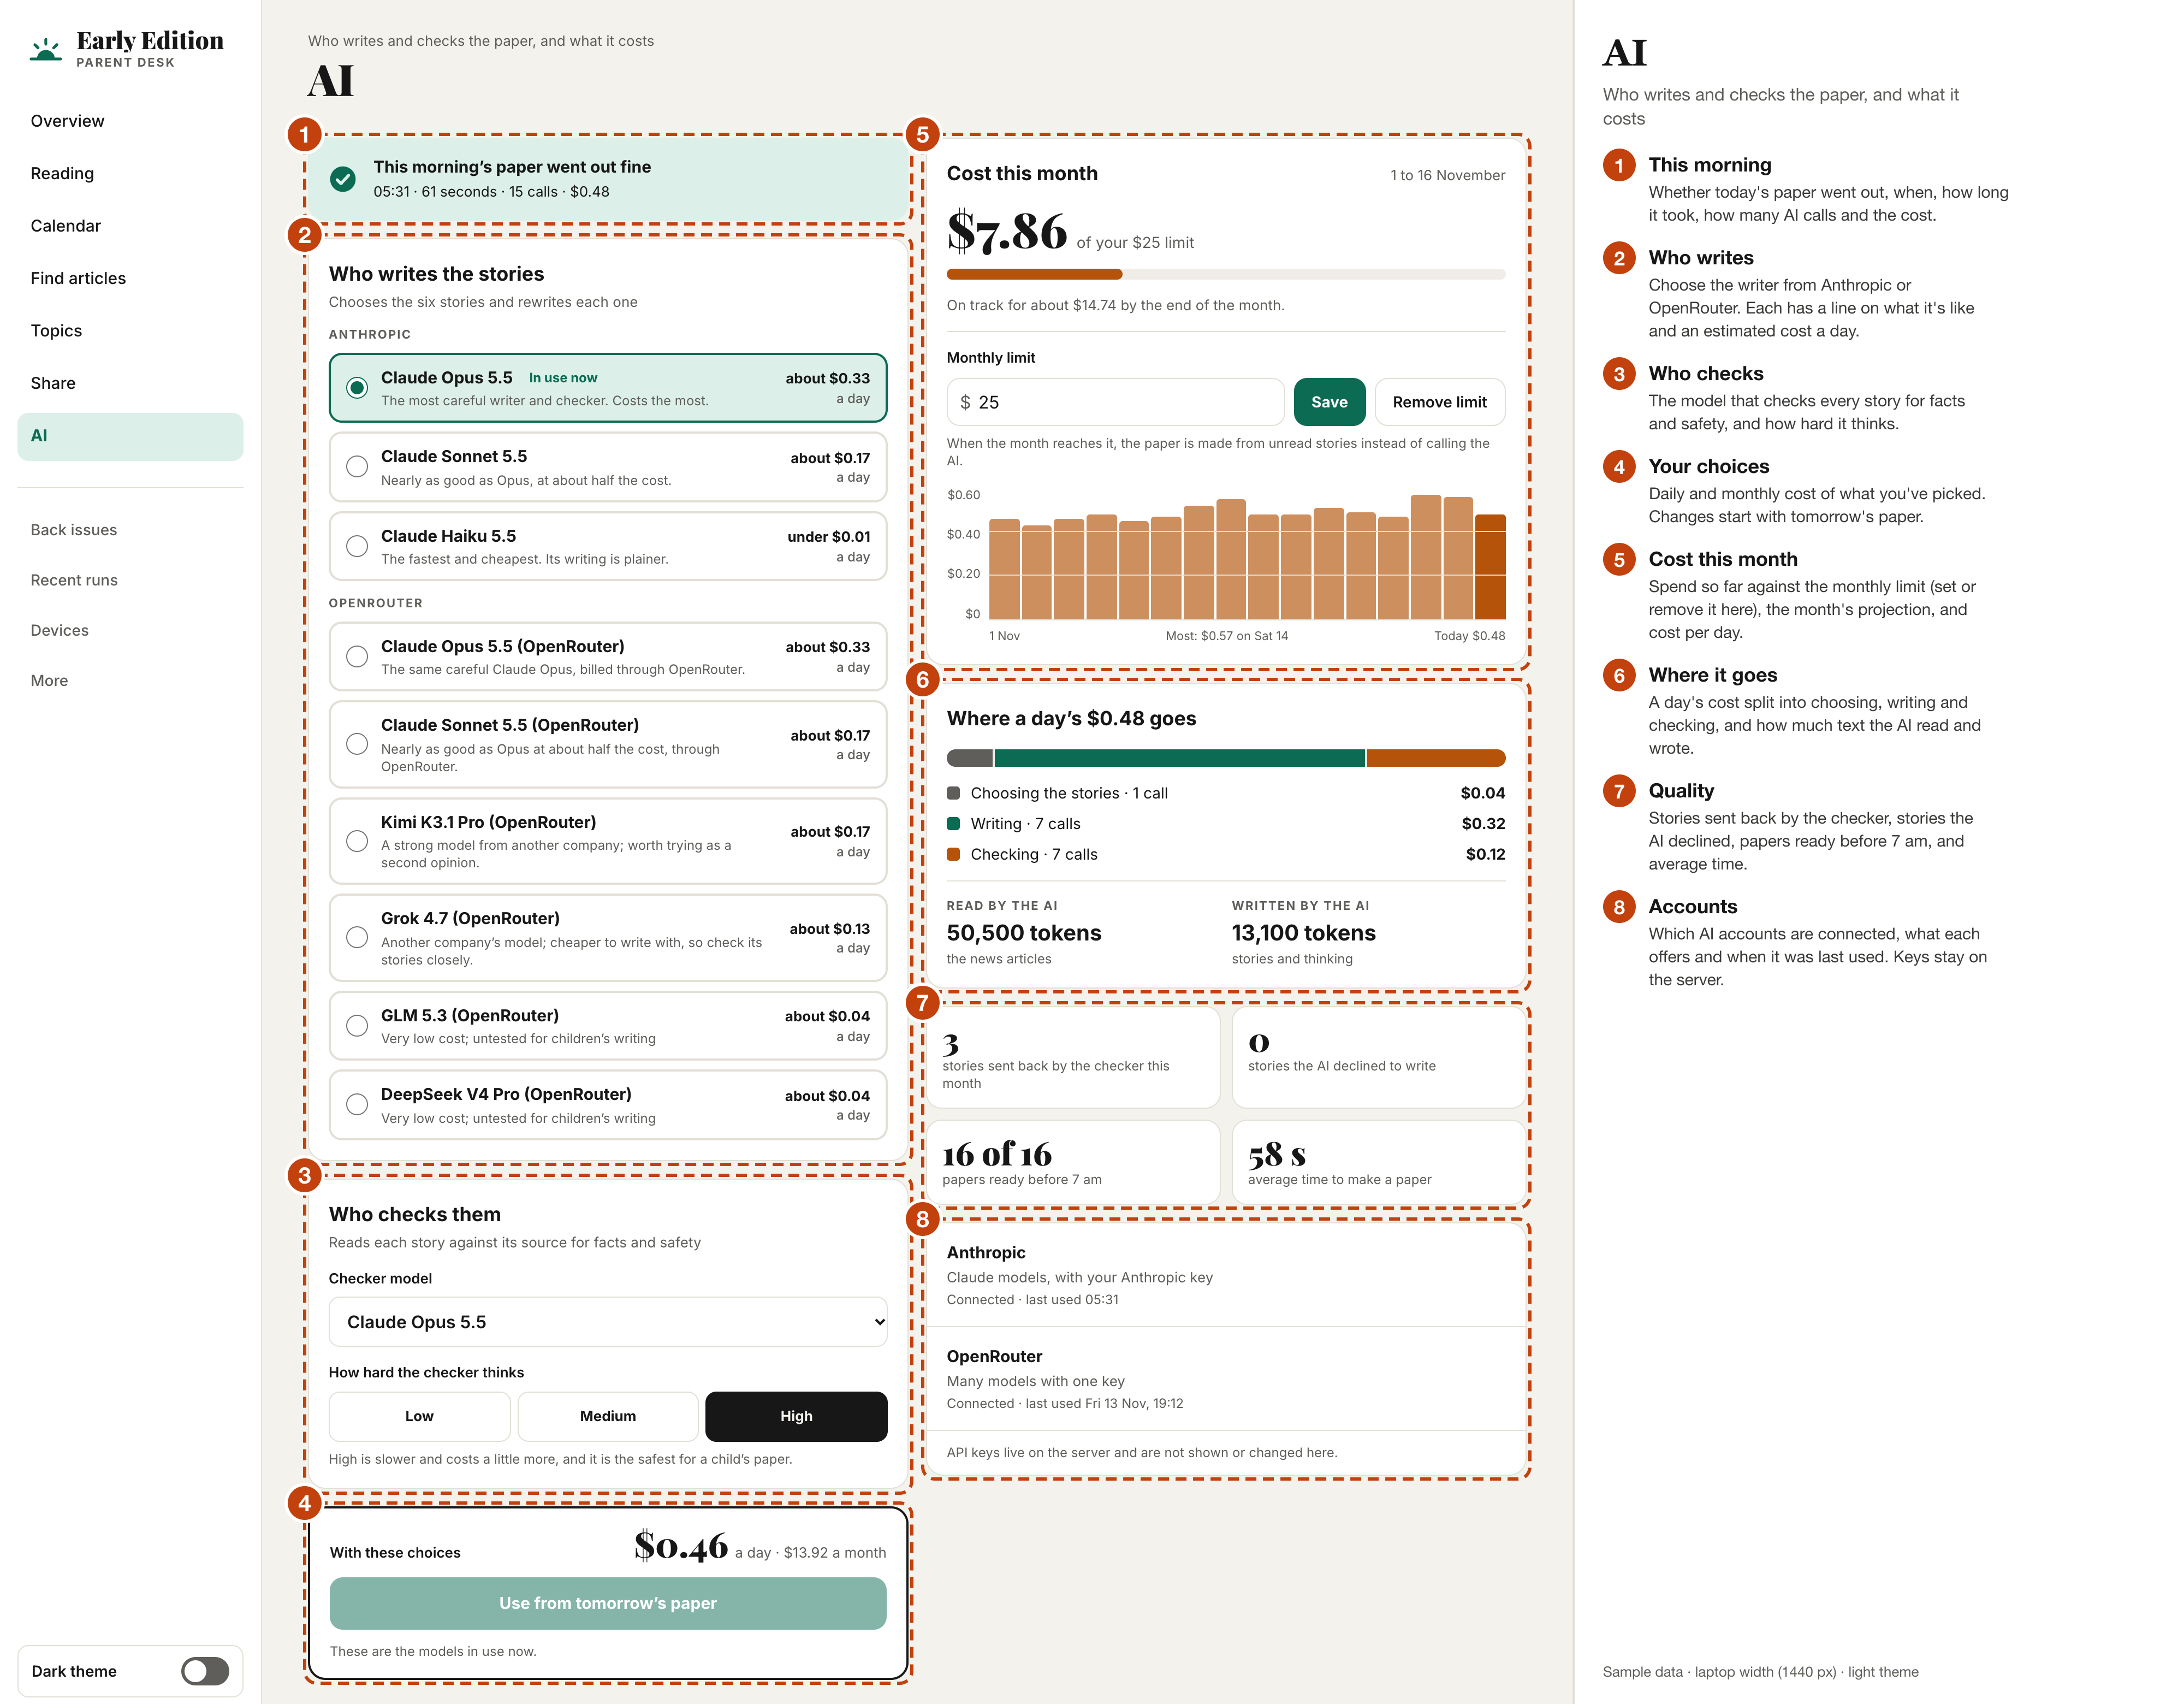 Early Edition
PARENT DESK
Overview
Reading
Calendar
Find articles
Topics
Share
AI
Back issues
Recent runs
Devices
More
Dark theme
Who writes and checks the paper, and what it costs
AI
1
This morning’s paper went out fine
05:31 · 61 seconds · 15 calls · $0.48
2
Who writes the stories
Chooses the six stories and rewrites each one
ANTHROPIC
Claude Opus 5.5 In use now about $0.33
The most careful writer and checker. Costs the most. a day
Claude Sonnet 5.5 about $0.17
Nearly as good as Opus, at about half the cost. a day
Claude Haiku 5.5 under $0.01
The fastest and cheapest. Its writing is plainer. a day
OPENROUTER
Claude Opus 5.5 (OpenRouter) about $0.33
The same careful Claude Opus, billed through OpenRouter. a day
Claude Sonnet 5.5 (OpenRouter) about $0.17
Nearly as good as Opus at about half the cost, through a day
OpenRouter.
Kimi K3.1 Pro (OpenRouter) about $0.17
A strong model from another company; worth trying as a a day
second opinion.
Grok 4.7 (OpenRouter) about $0.13
Another company’s model; cheaper to write with, so check its a day
stories closely.
GLM 5.3 (OpenRouter) about $0.04
Very low cost; untested for children’s writing a day
DeepSeek V4 Pro (OpenRouter) about $0.04
Very low cost; untested for children’s writing a day
3
Who checks them
Reads each story against its source for facts and safety
Checker model
Claude Opus 5.5
How hard the checker thinks
Low Medium High
High is slower and costs a little more, and it is the safest for a child’s paper.
4
With these choices $0.46 a day · $13.92 a month
Use from tomorrow’s paper
These are the models in use now.
5
Cost this month 1 to 16 November
$7.86 of your $25 limit
On track for about $14.74 by the end of the month.
Monthly limit
$ 25 Save Remove limit
When the month reaches it, the paper is made from unread stories instead of calling the
AI.
$0.60
$0.40
$0.20
$0
1 Nov Most: $0.57 on Sat 14 Today $0.48
6
Where a day’s $0.48 goes
Choosing the stories · 1 call $0.04
Writing · 7 calls $0.32
Checking · 7 calls $0.12
READ BY THE AI WRITTEN BY THE AI
50,500 tokens 13,100 tokens
the news articles stories and thinking
7
3
stories sent back by the checker this
month
0
stories the AI declined to write
16 of 16
papers ready before 7 am
58 s
average time to make a paper
8
Anthropic
Claude models, with your Anthropic key
Connected · last used 05:31
OpenRouter
Many models with one key
Connected · last used Fri 13 Nov, 19:12
API keys live on the server and are not shown or changed here.
AI
Who writes and checks the paper, and what it
costs
1 This morning
Whether today's paper went out, when, how long
it took, how many AI calls and the cost.
2 Who writes
Choose the writer from Anthropic or
OpenRouter. Each has a line on what it's like
and an estimated cost a day.
3 Who checks
The model that checks every story for facts
and safety, and how hard it thinks.
4 Your choices
Daily and monthly cost of what you've picked.
Changes start with tomorrow's paper.
5 Cost this month
Spend so far against the monthly limit (set or
remove it here), the month's projection, and
cost per day.
6 Where it goes
A day's cost split into choosing, writing and
checking, and how much text the AI read and
wrote.
7 Quality
Stories sent back by the checker, stories the
AI declined, papers ready before 7 am, and
average time.
8 Accounts
Which AI accounts are connected, what each
offers and when it was last used. Keys stay on
the server.
Sample data · laptop width (1440 px) · light theme